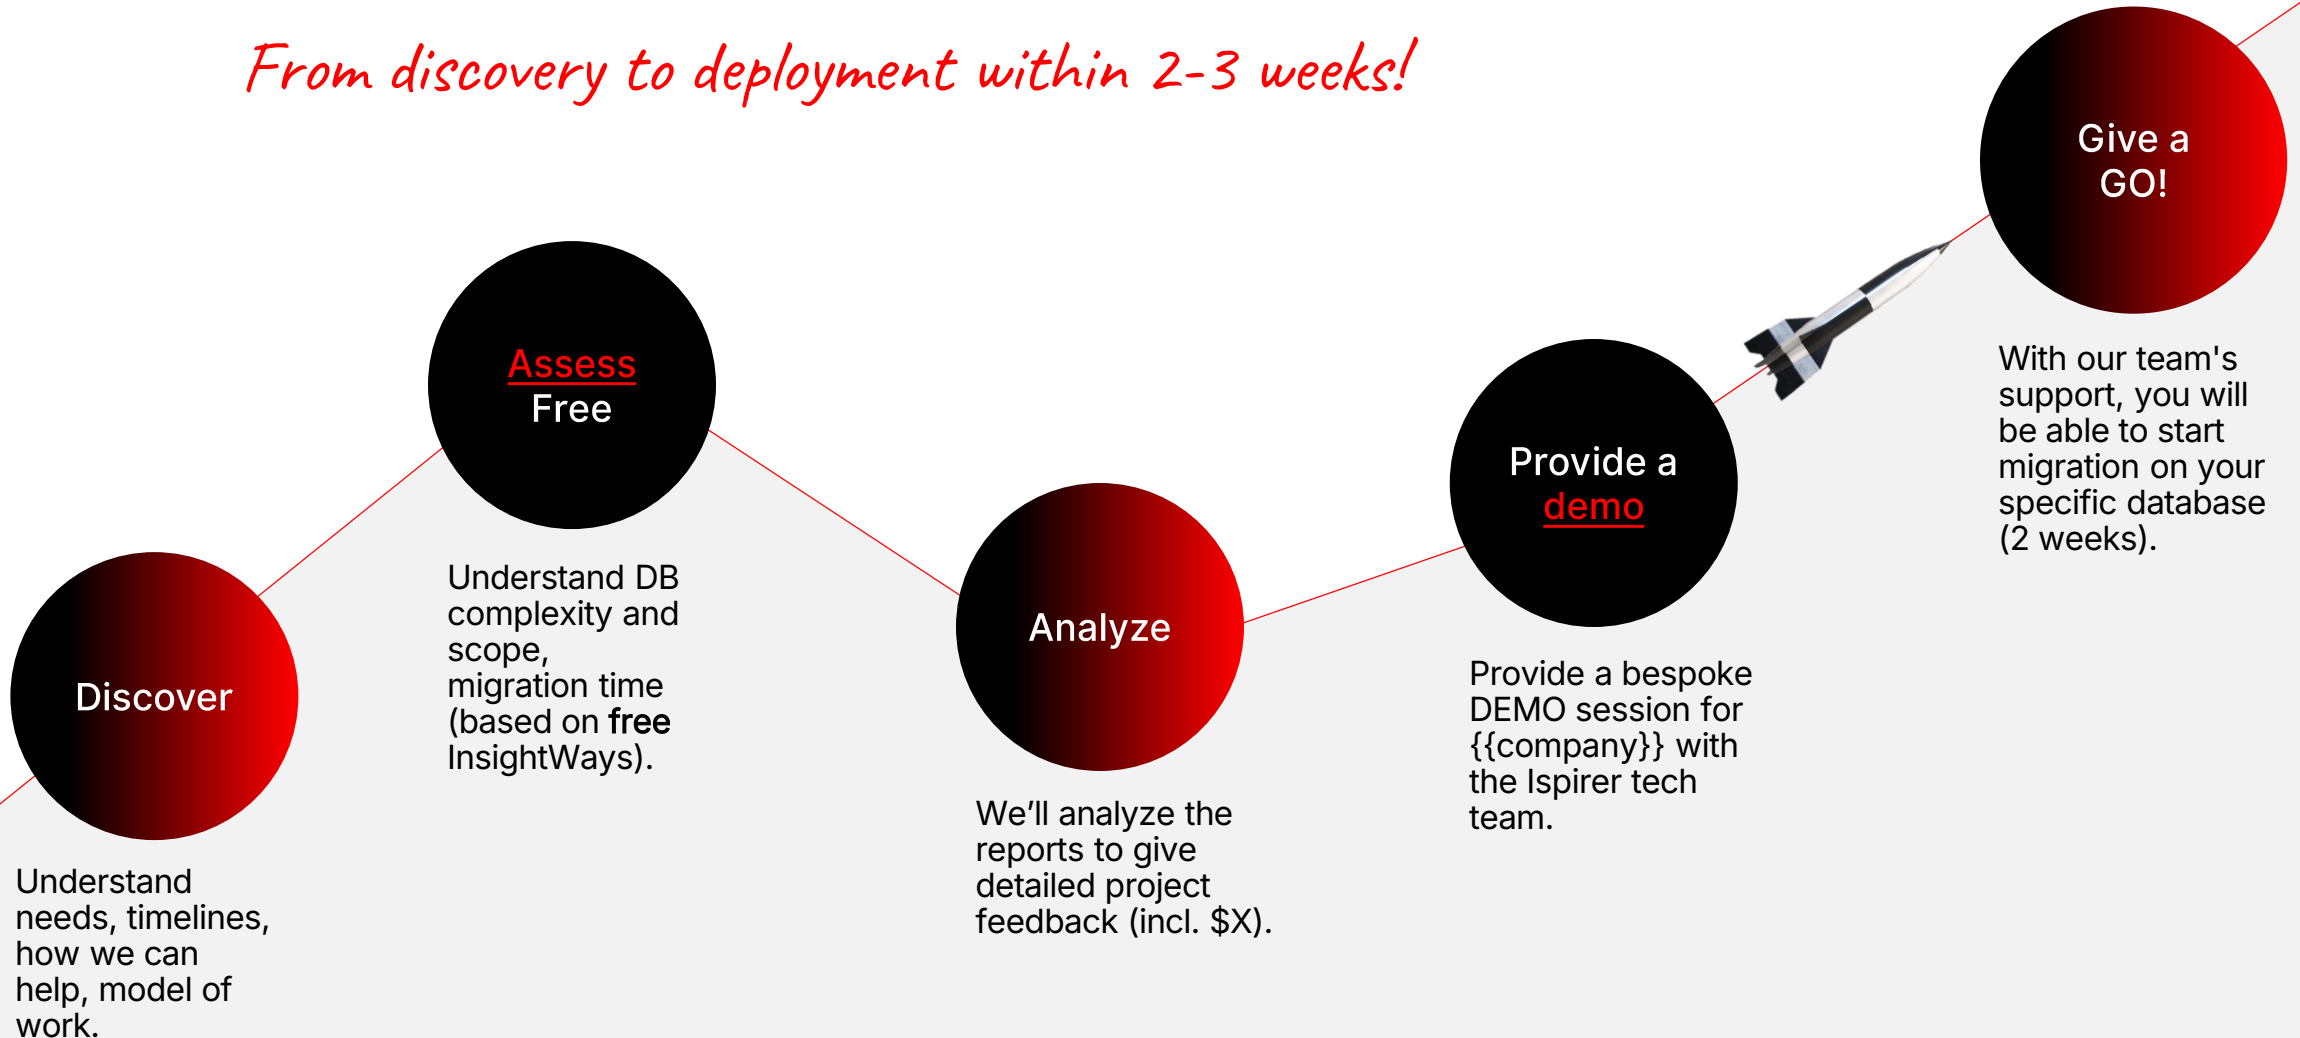 From discovery to deployment within 2-3 weeks!
Discover
Understand
needs, timelines,
how we can
help, model of
work.
Assess
Free
Understand DB
complexity and
scope,
migration time
(based on free
InsightWays).
Analyze
We’ll analyze the
reports to give
detailed project
feedback (incl. $X).
Provide a
demo
Provide a bespoke
DEMO session for
{{company}} with
the Ispirer tech
team.
Give a
GO!
With our team's
support, you will
be able to start
migration on your
specific database
(2 weeks).